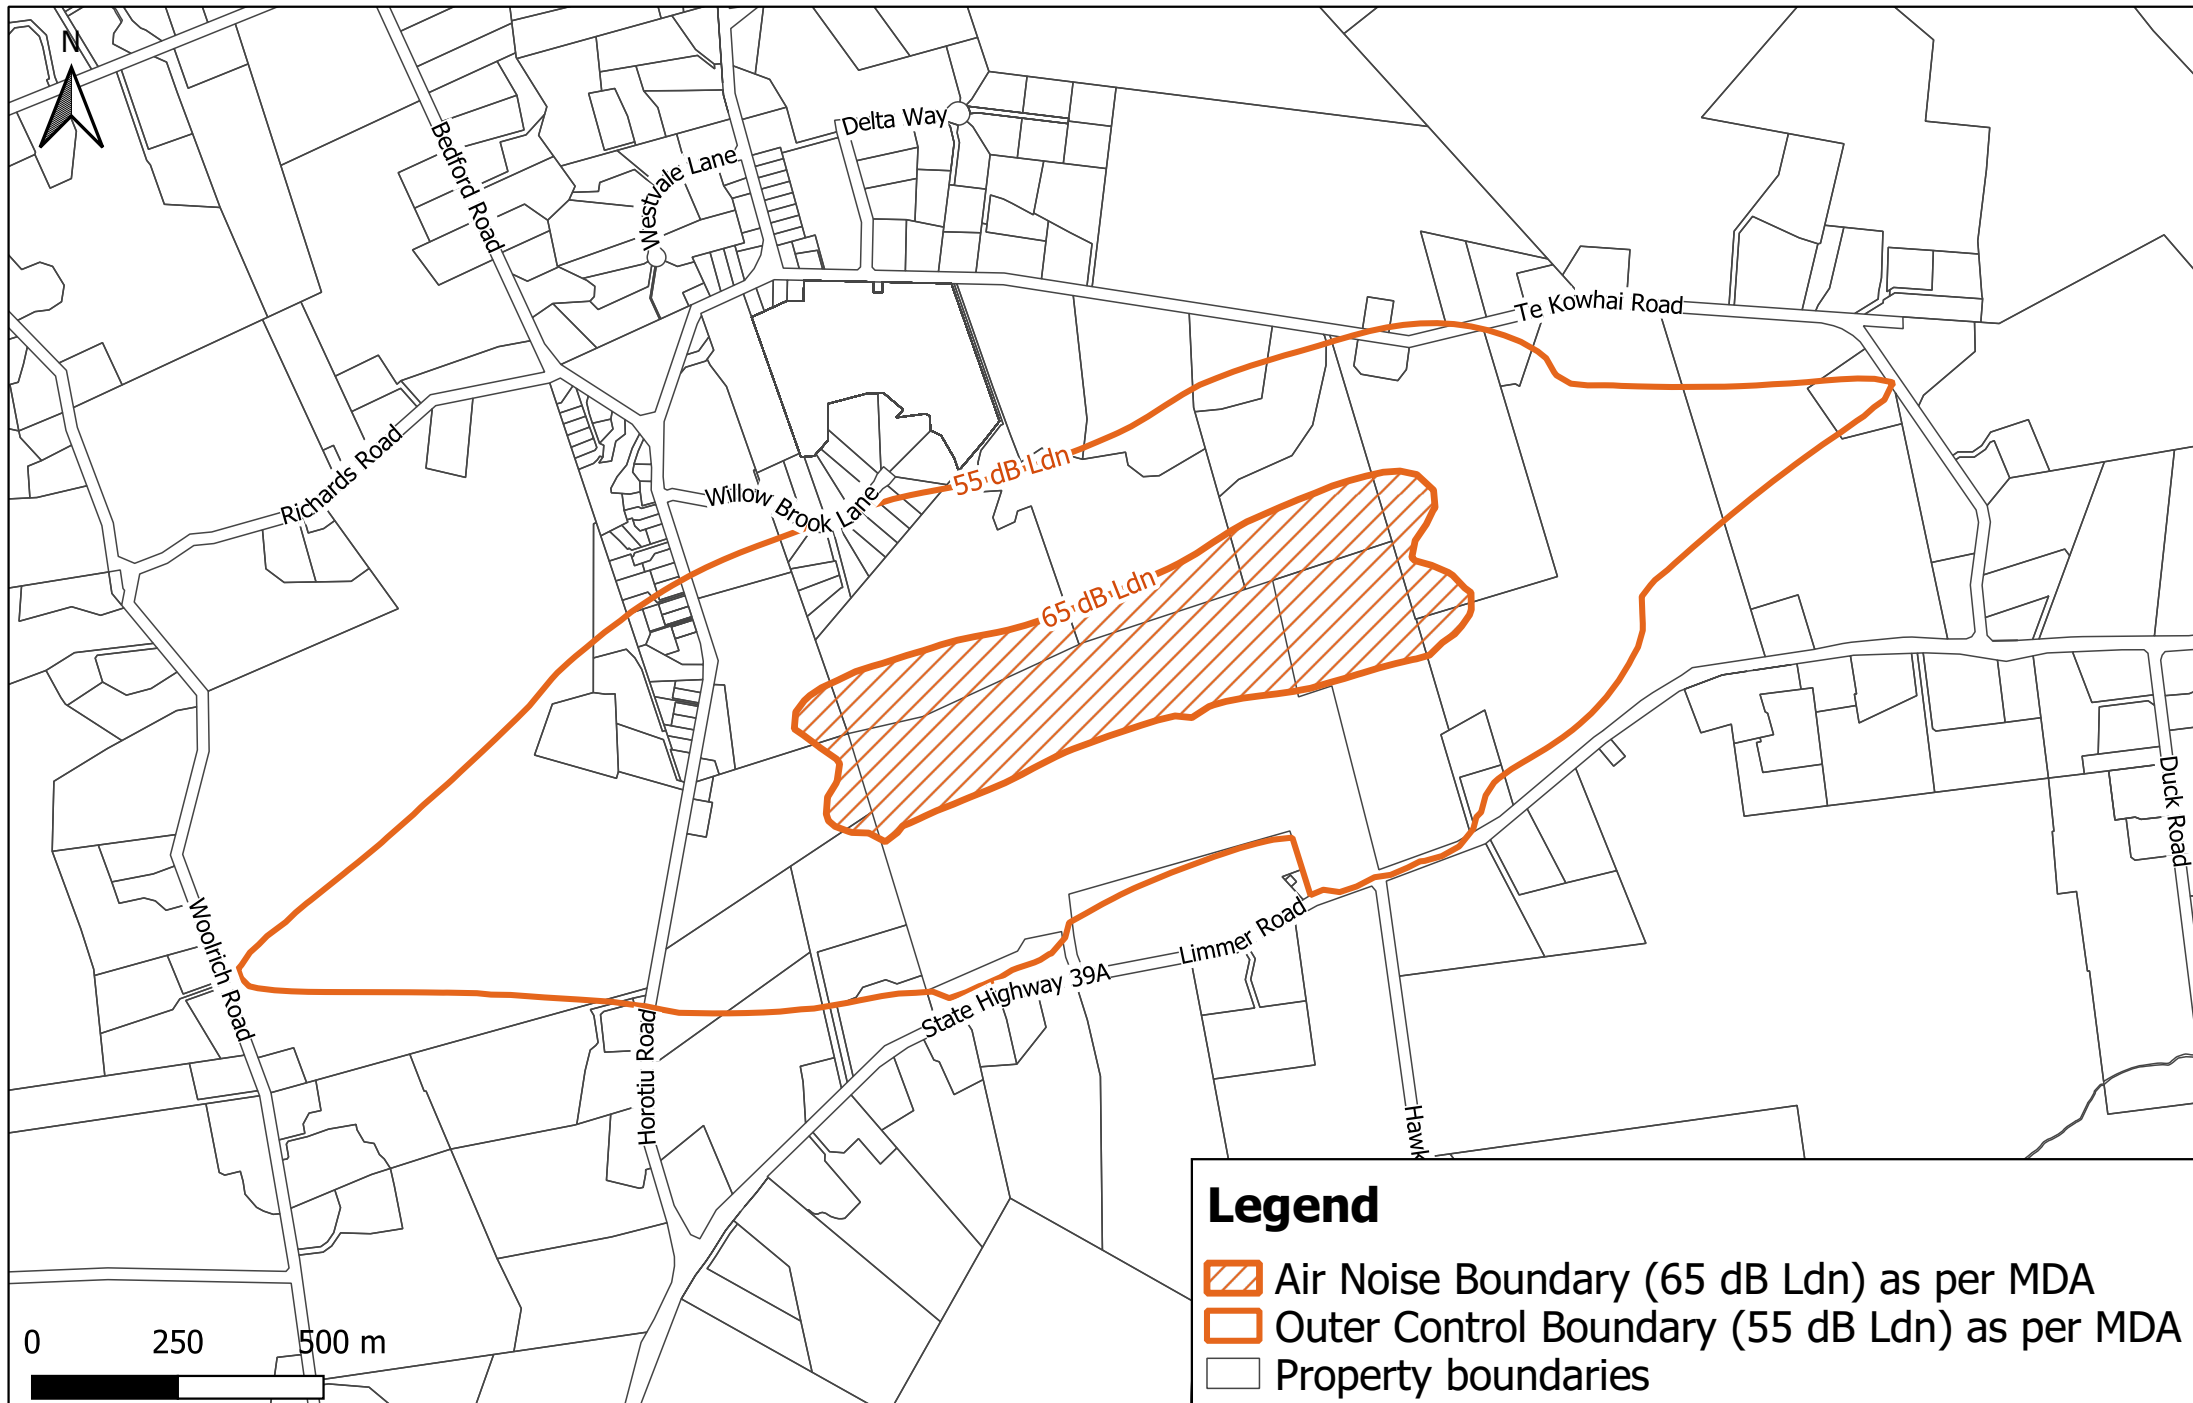 N
Delta Way
Bedford Road
Westvale Lane
Te Kowhai Road
Richards Road
Willow Brook Lane
55 dB Ldn
65 dB Ldn
Duck Road
Woolrich Road
Limmer Road
State Highway 39A
Horotiu Road
Hawk
Legend
Air Noise Boundary (65 dB Ldn) as per MDA
Outer Control Boundary (55 dB Ldn) as per MDA
Property boundaries
0 250 500 m